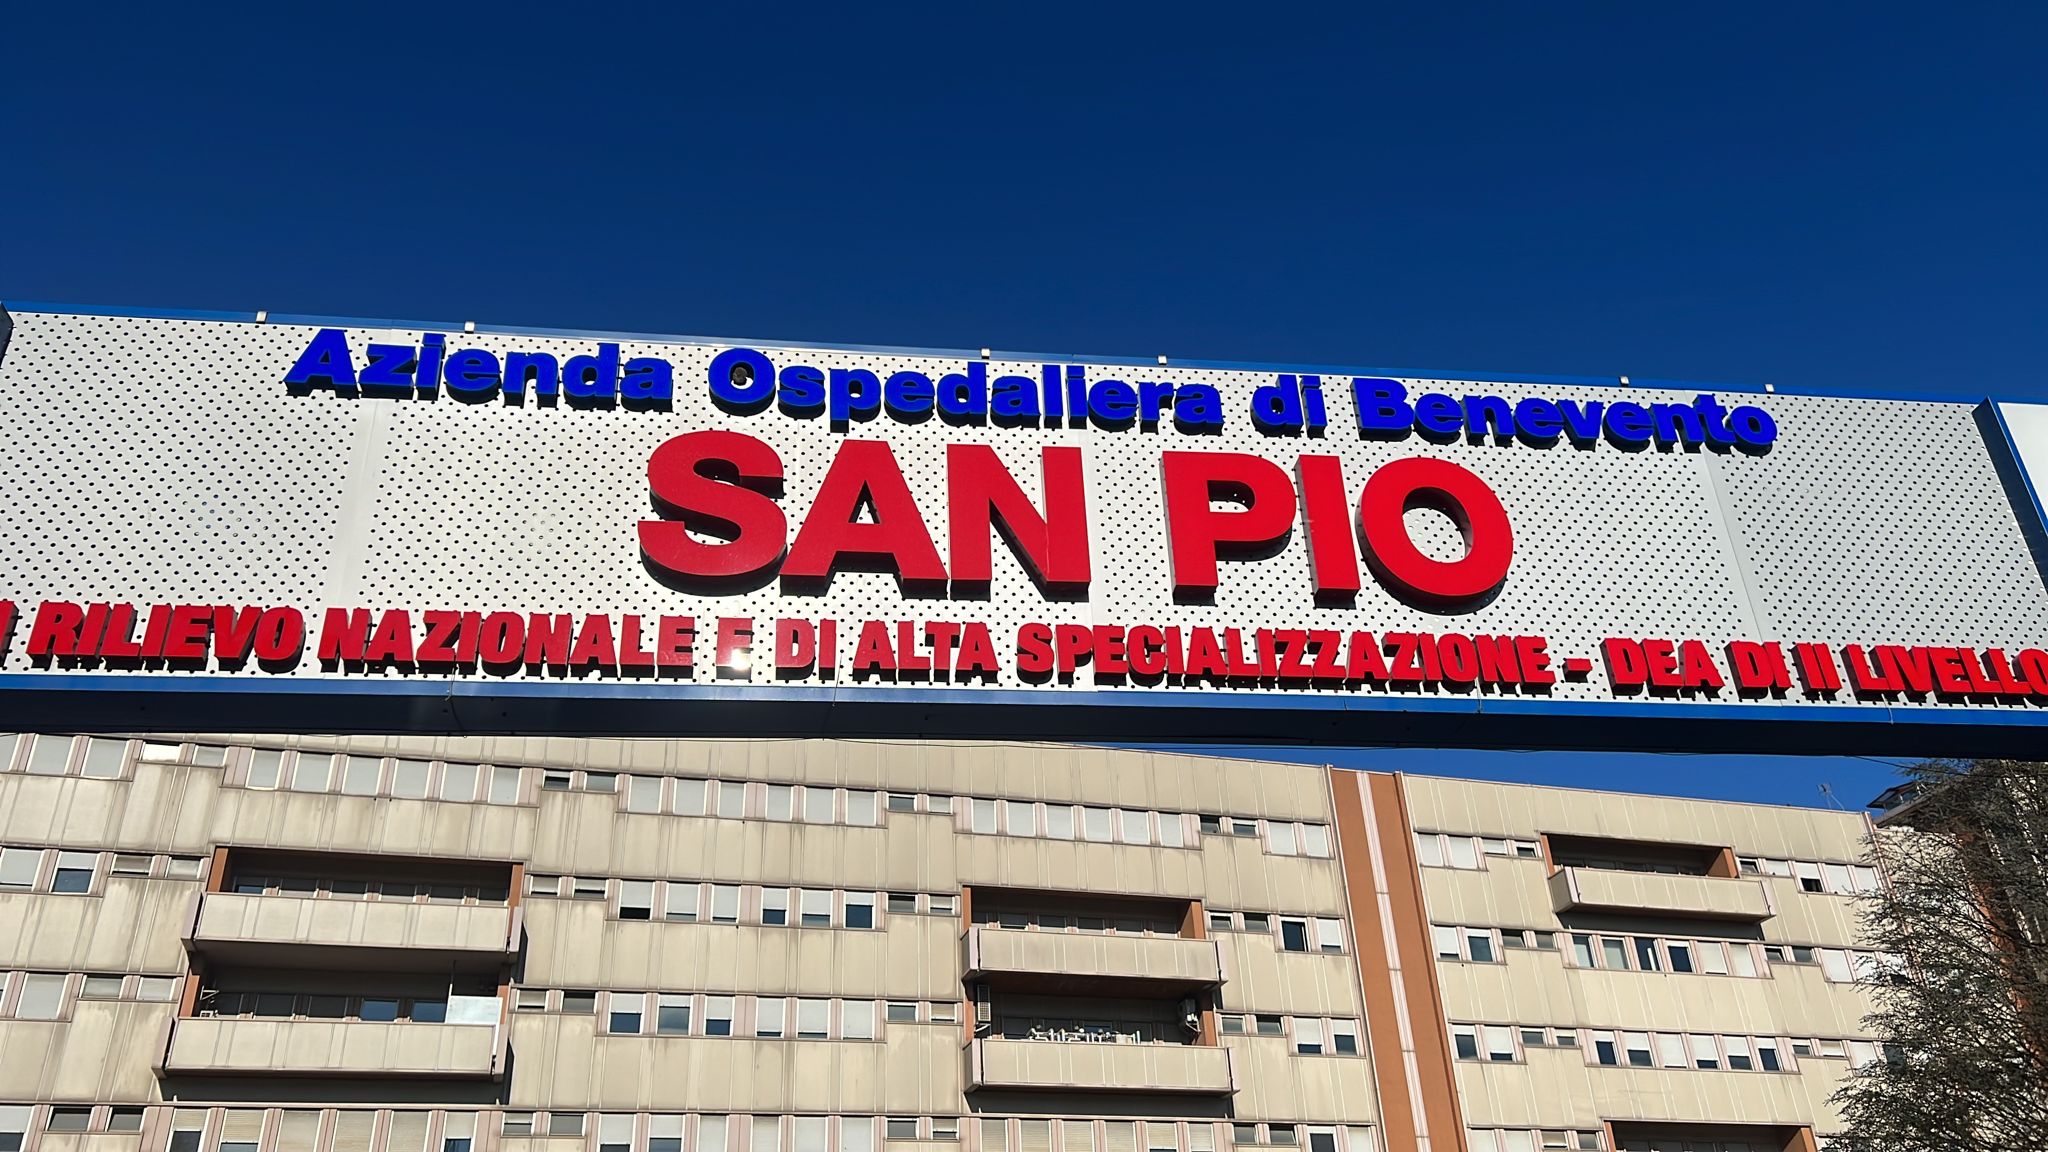 Azienda Ospedaliera di Benevento
SAN PIO
I RILIEVO NAZIONALE E DI ALTA SPECIALIZZAZIONE - DEA DI II LIVELLO